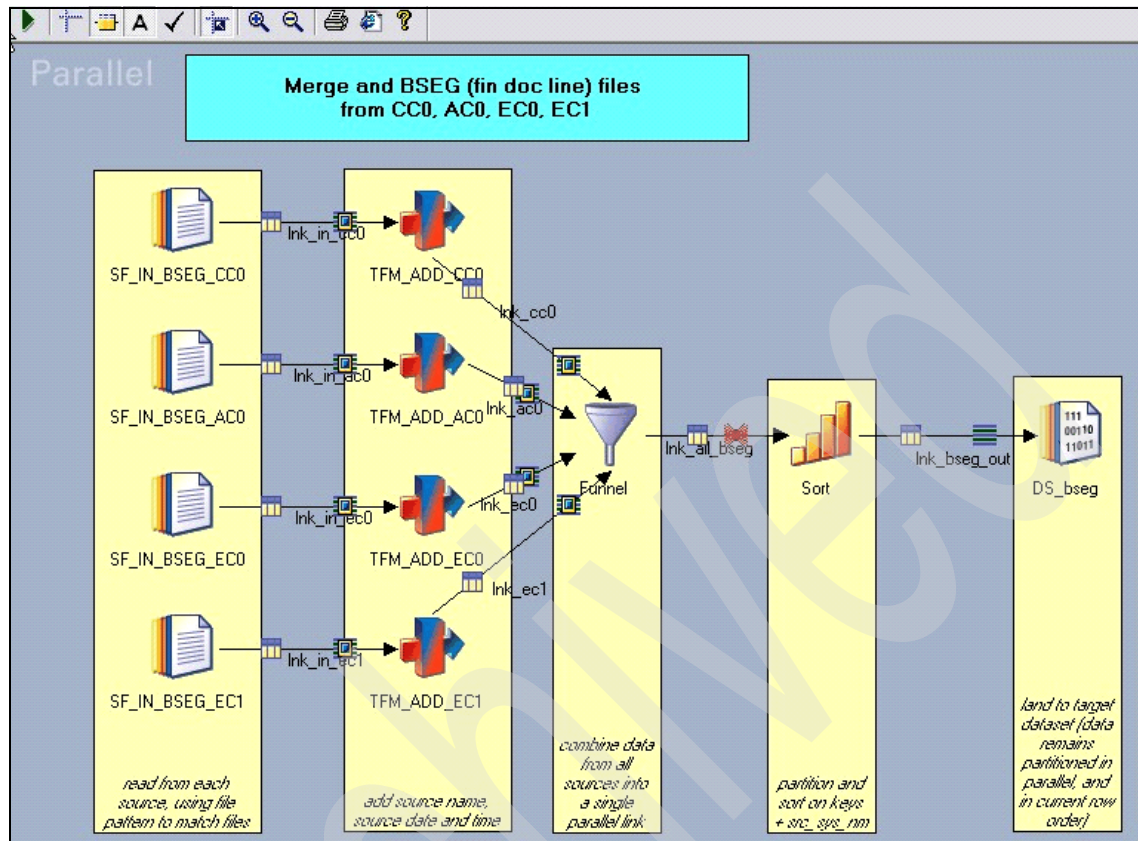 Parallel
Merge and BSEG (fin doc line) files
from CC0, AC0, EC0, EC1
SF_IN_BSEG_CC0
lnk_in_cc0
TFM_ADD_CC0
lnk_cc0
SF_IN_BSEG_AC0
lnk_in_ac0
TFM_ADD_AC0
lnk_ac0
Funnel
lnk_all_bseg
Sort
lnk_bseg_out
111
00110
11011
DS_bseg
SF_IN_BSEG_EC0
lnk_in_ec0
TFM_ADD_EC0
lnk_ec0
SF_IN_BSEG_EC1
lnk_in_ec1
TFM_ADD_EC1
lnk_ec1
read from each
source, using file
pattern to match files
add source name,
source date and time
combine data
from all
sources into
a single
parallel link
partition and
sort on keys
+ src_sys_nm
land to target
dataset (data
remains
partitioned in
parallel, and
in current row
order)